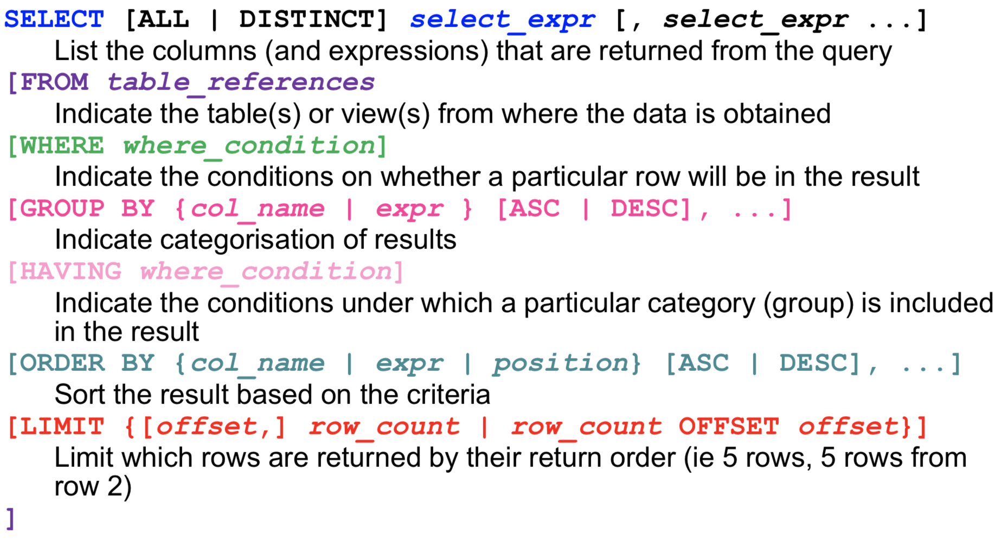 SELECT [ALL | DISTINCT] select_expr [, select_expr ...]
List the columns (and expressions) that are returned from the query
[FROM table_references
Indicate the table(s) or view(s) from where the data is obtained
[WHERE where_condition]
Indicate the conditions on whether a particular row will be in the result
[GROUP BY {col_name | expr } [ASC | DESC], ...]
Indicate categorisation of results
[HAVING where_condition]
Indicate the conditions under which a particular category (group) is included
in the result
[ORDER BY {col_name | expr | position} [ASC | DESC], ...]
Sort the result based on the criteria
[LIMIT {[offset,] row_count | row_count OFFSET offset}]
Limit which rows are returned by their return order (ie 5 rows, 5 rows from
row 2)
]